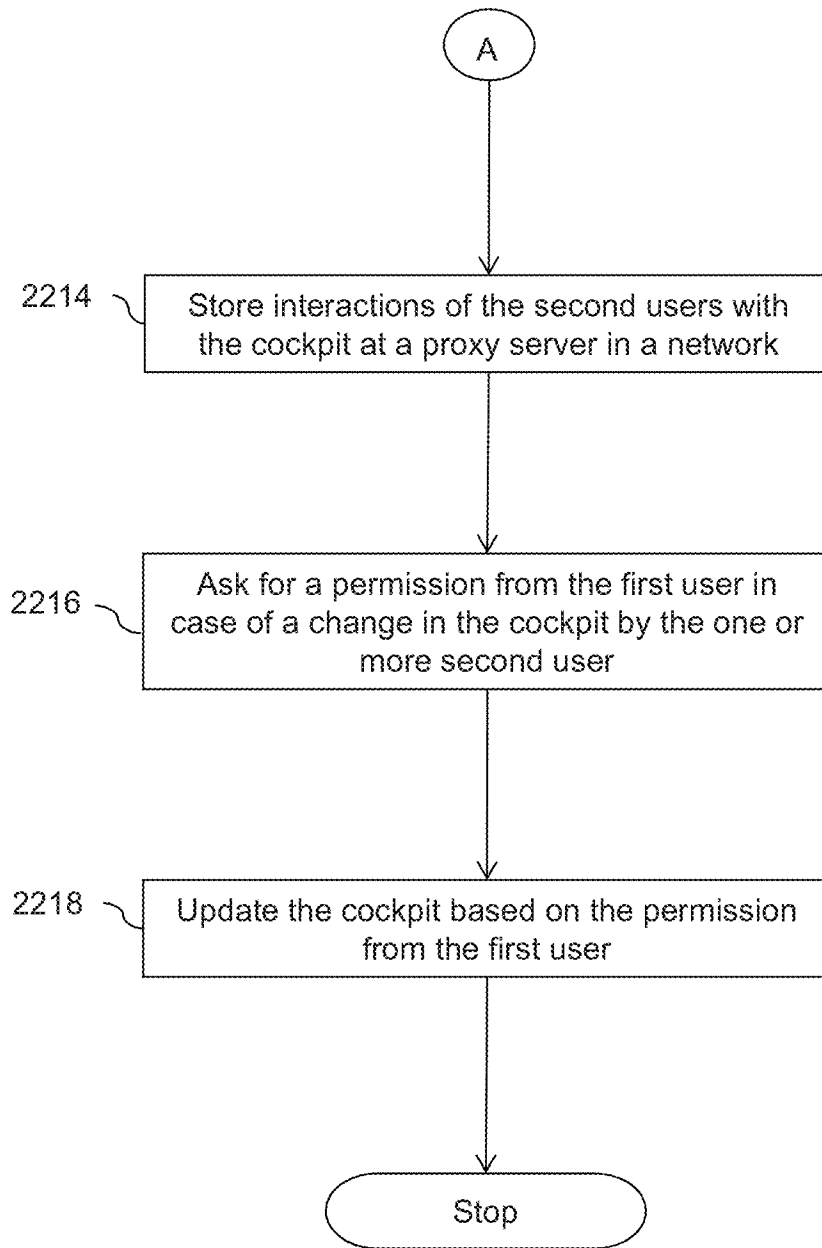 A
2214
Store interactions of the second users with
the cockpit at a proxy server in a network
2216
Ask for a permission from the first user in
case of a change in the cockpit by the one or
more second user
2218
Update the cockpit based on the permission
from the first user
Stop